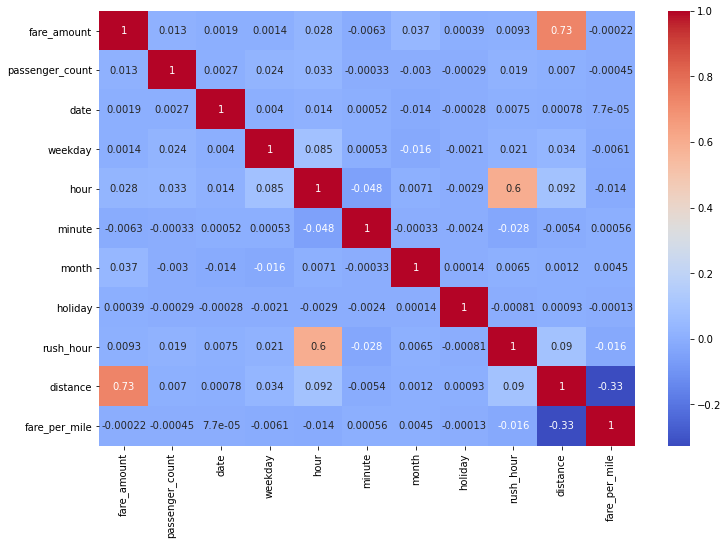 fare_amount 1 0.013 0.0019 0.0014 0.028 -0.0063 0.037 0.00039 0.0093 0.73 -0.00022
passenger_count 0.013 1 0.0027 0.024 0.033 -0.00033 -0.003 -0.00029 0.019 0.007 -0.00045
date 0.0019 0.0027 1 0.004 0.014 0.00052 -0.014 -0.00028 0.0075 0.00078 7.7e-05
weekday 0.0014 0.024 0.004 1 0.085 0.00053 -0.016 -0.0021 0.021 0.034 -0.0061
hour 0.028 0.033 0.014 0.085 1 -0.048 0.0071 -0.0029 0.6 0.092 -0.014
minute -0.0063 -0.00033 0.00052 0.00053 -0.048 1 -0.00033 -0.0024 -0.028 -0.0054 0.00056
month 0.037 -0.003 -0.014 -0.016 0.0071 -0.00033 1 0.00014 0.0065 0.0012 0.0045
holiday 0.00039 -0.00029 -0.00028 -0.0021 -0.0029 -0.0024 0.00014 1 -0.00081 0.00093 -0.00013
rush_hour 0.0093 0.019 0.0075 0.021 0.6 -0.028 0.0065 -0.00081 1 0.09 -0.016
distance 0.73 0.007 0.00078 0.034 0.092 -0.0054 0.0012 0.00093 0.09 1 -0.33
fare_per_mile -0.00022 -0.00045 7.7e-05 -0.0061 -0.014 0.00056 0.0045 -0.00013 -0.016 -0.33 1
fare_amount passenger_count date weekday hour minute month holiday rush_hour distance fare_per_mile
1.0
0.8
0.6
0.4
0.2
0.0
−0.2